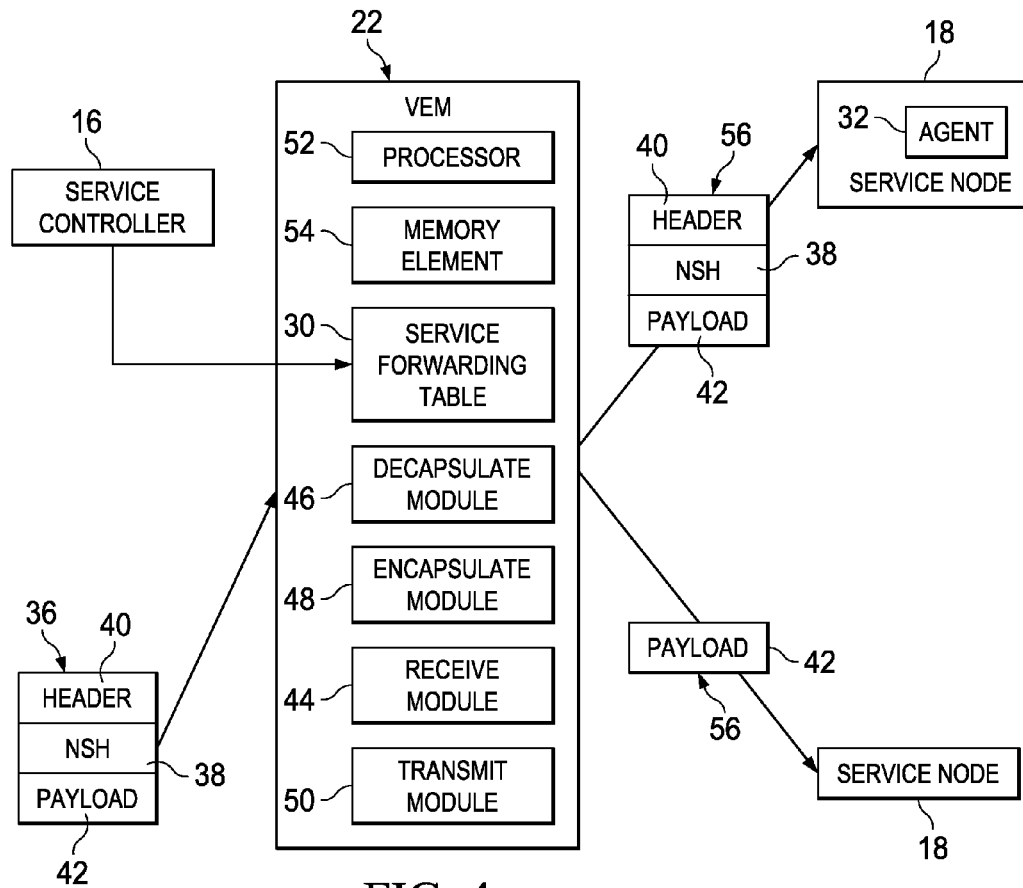 22
VEM
52
PROCESSOR
54
MEMORY
ELEMENT
30
SERVICE
FORWARDING
TABLE
46
DECAPSULATE
MODULE
48
ENCAPSULATE
MODULE
44
RECEIVE
MODULE
50
TRANSMIT
MODULE
16
SERVICE
CONTROLLER
36
40
HEADER
NSH
38
PAYLOAD
42
40
56
HEADER
NSH
38
PAYLOAD
42
18
32
AGENT
SERVICE NODE
PAYLOAD
42
56
SERVICE NODE
18